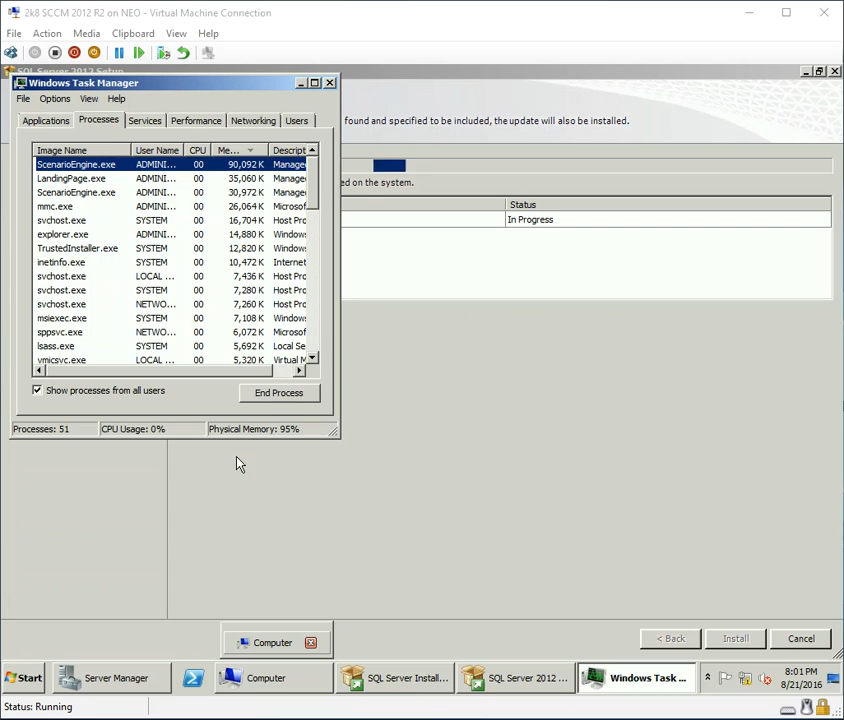 2k8 SCCM 2012 R2 on NEO - Virtual Machine Connection
File Action Media Clipboard View Help
SQL Server 2012 Setup
Windows Task Manager
File Options View Help
found and specified to be included, the update will also be installed.
Applications Processes Services Performance Networking Users
Image Name User Name CPU Me... Descript
ScenarioEngine.exe ADMINI... 00 90,092 K Manage
LandingPage.exe ADMINI... 00 35,060 K Manage
ed on the system.
ScenarioEngine.exe ADMINI... 00 30,972 K Manage
mmc.exe ADMINI... 00 26,064 K Microsof
Status
svchost.exe SYSTEM 00 16,704 K Host Pro
In Progress
explorer.exe ADMINI... 00 14,880 K Window
TrustedInstaller.exe SYSTEM 00 12,820 K Window
inetinfo.exe SYSTEM 00 10,472 K Internet
svchost.exe LOCAL ... 00 7,436 K Host Pro
svchost.exe SYSTEM 00 7,280 K Host Pro
svchost.exe NETWO... 00 7,260 K Host Pro
msiexec.exe SYSTEM 00 7,108 K Window
sppsvc.exe NETWO... 00 6,072 K Microsof
lsass.exe SYSTEM 00 5,692 K Local Se
vmicsvc.exe LOCAL ... 00 5,320 K Virtual M
Show processes from all users
End Process
Processes: 51 CPU Usage: 0% Physical Memory: 95%
Computer
< Back Install Cancel
Start Server Manager Computer SQL Server Install... SQL Server 2012 ... Windows Task ... 8:01 PM
8/21/2016
Status: Running